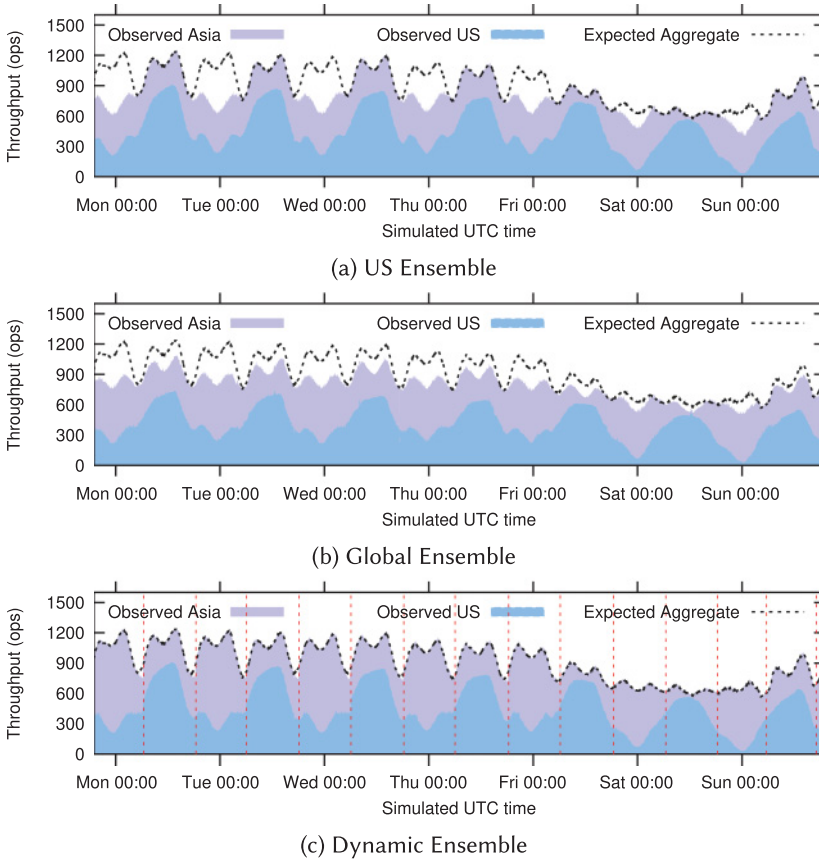 Observed Asia Observed US Expected Aggregate
1500
1200
900
600
300
0
Throughput (ops)
Mon 00:00 Tue 00:00 Wed 00:00 Thu 00:00 Fri 00:00 Sat 00:00 Sun 00:00
Simulated UTC time
(a) US Ensemble
Observed Asia Observed US Expected Aggregate
1500
1200
900
600
300
0
Throughput (ops)
Mon 00:00 Tue 00:00 Wed 00:00 Thu 00:00 Fri 00:00 Sat 00:00 Sun 00:00
Simulated UTC time
(b) Global Ensemble
Observed Asia Observed US Expected Aggregate
1500
1200
900
600
300
0
Throughput (ops)
Mon 00:00 Tue 00:00 Wed 00:00 Thu 00:00 Fri 00:00 Sat 00:00 Sun 00:00
Simulated UTC time
(c) Dynamic Ensemble